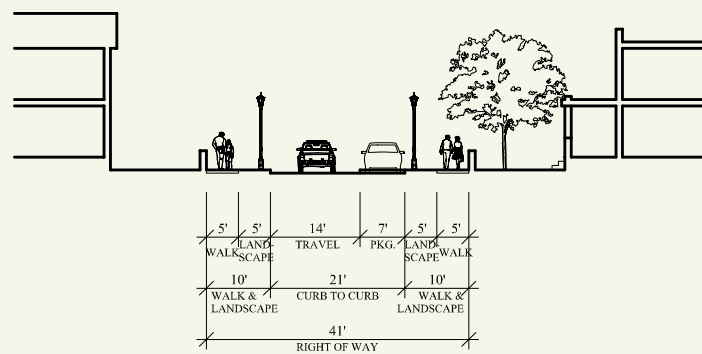 5' 5' 14' 7' 5' 5'
WALK LAND- SCAPE TRAVEL PKG. LAND- SCAPE WALK
10' 21' 10'
WALK & LANDSCAPE CURB TO CURB WALK & LANDSCAPE
41'
RIGHT OF WAY